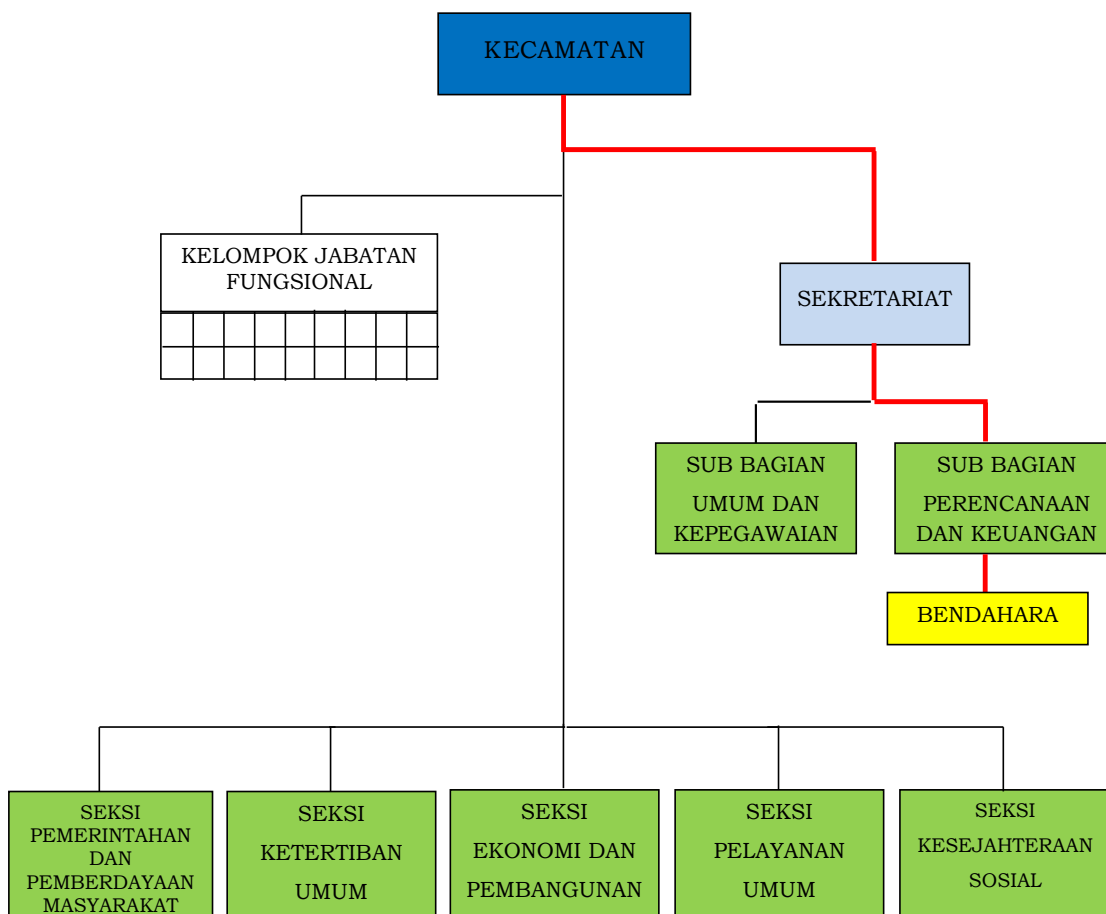 KECAMATAN
KELOMPOK JABATAN
FUNGSIONAL
SEKRETARIAT
SUB BAGIAN
UMUM DAN
KEPEGAWAIAN
SUB BAGIAN
PERENCANAAN
DAN KEUANGAN
BENDAHARA
SEKSI
PEMERINTAHAN
DAN
PEMBERDAYAAN
MASYARAKAT
SEKSI
KETERTIBAN
UMUM
SEKSI
EKONOMI DAN
PEMBANGUNAN
SEKSI
PELAYANAN
UMUM
SEKSI
KESEJAHTERAAN
SOSIAL